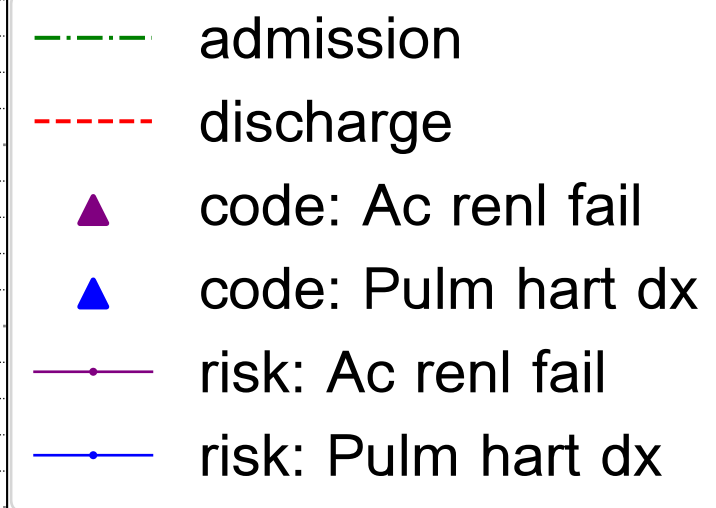 admission
discharge
code: Ac renl fail
code: Pulm hart dx
risk: Ac renl fail
risk: Pulm hart dx